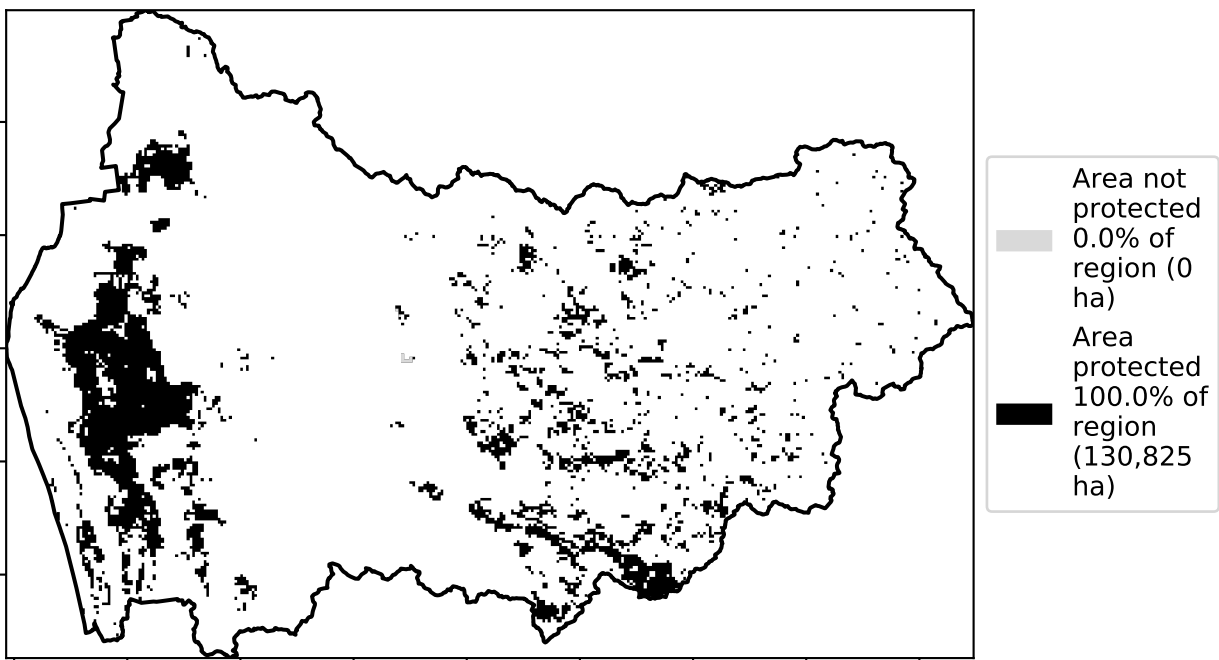 Area not
protected
0.0% of
region (0
ha)
Area
protected
100.0% of
region
(130,825
ha)